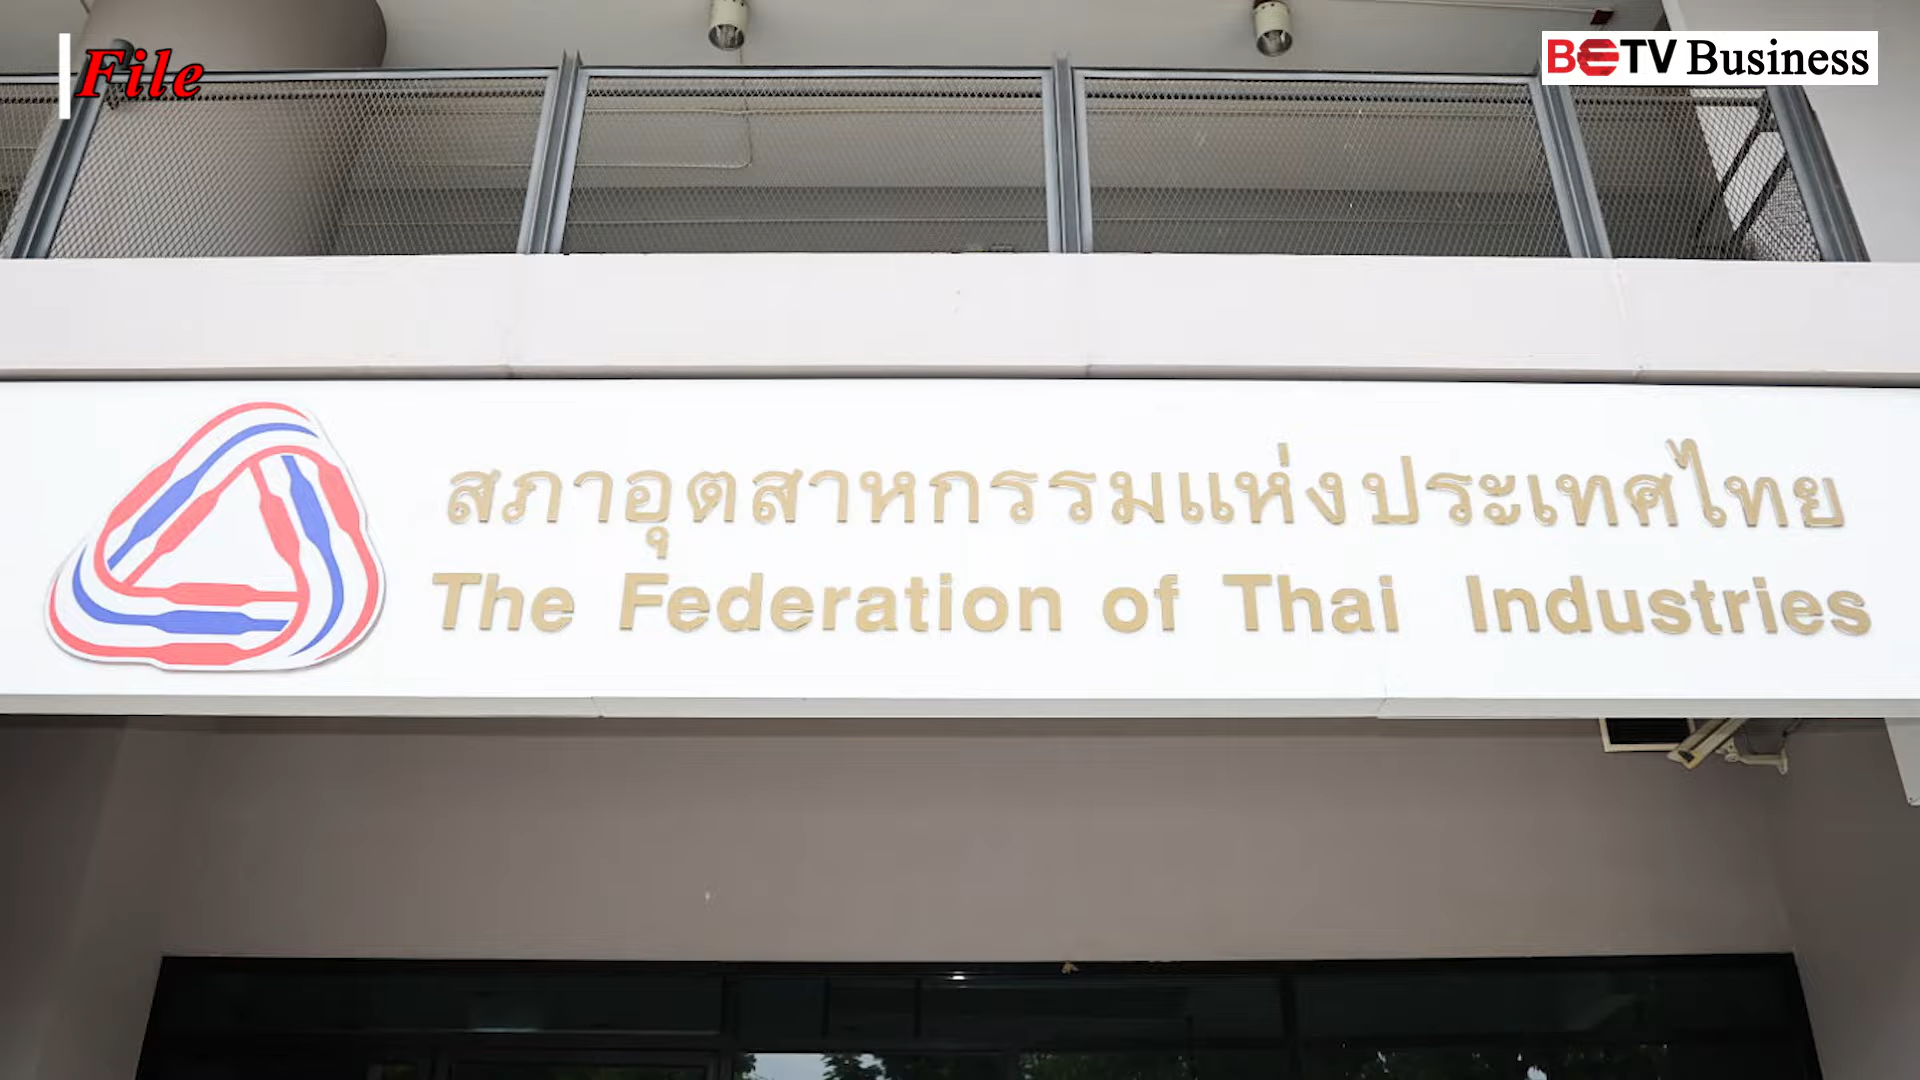 File
BETV Business
สภาอุตสาหกรรมแห่งประเทศไทย
The Federation of Thai Industries